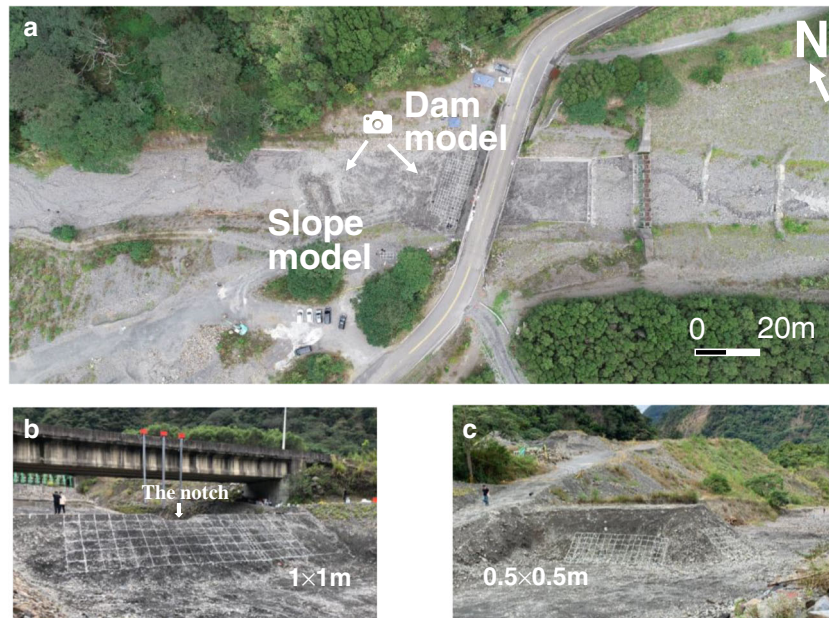 a
N
Dam
model
Slope
model
0 20m
b
The notch
1×1m
c
0.5×0.5m